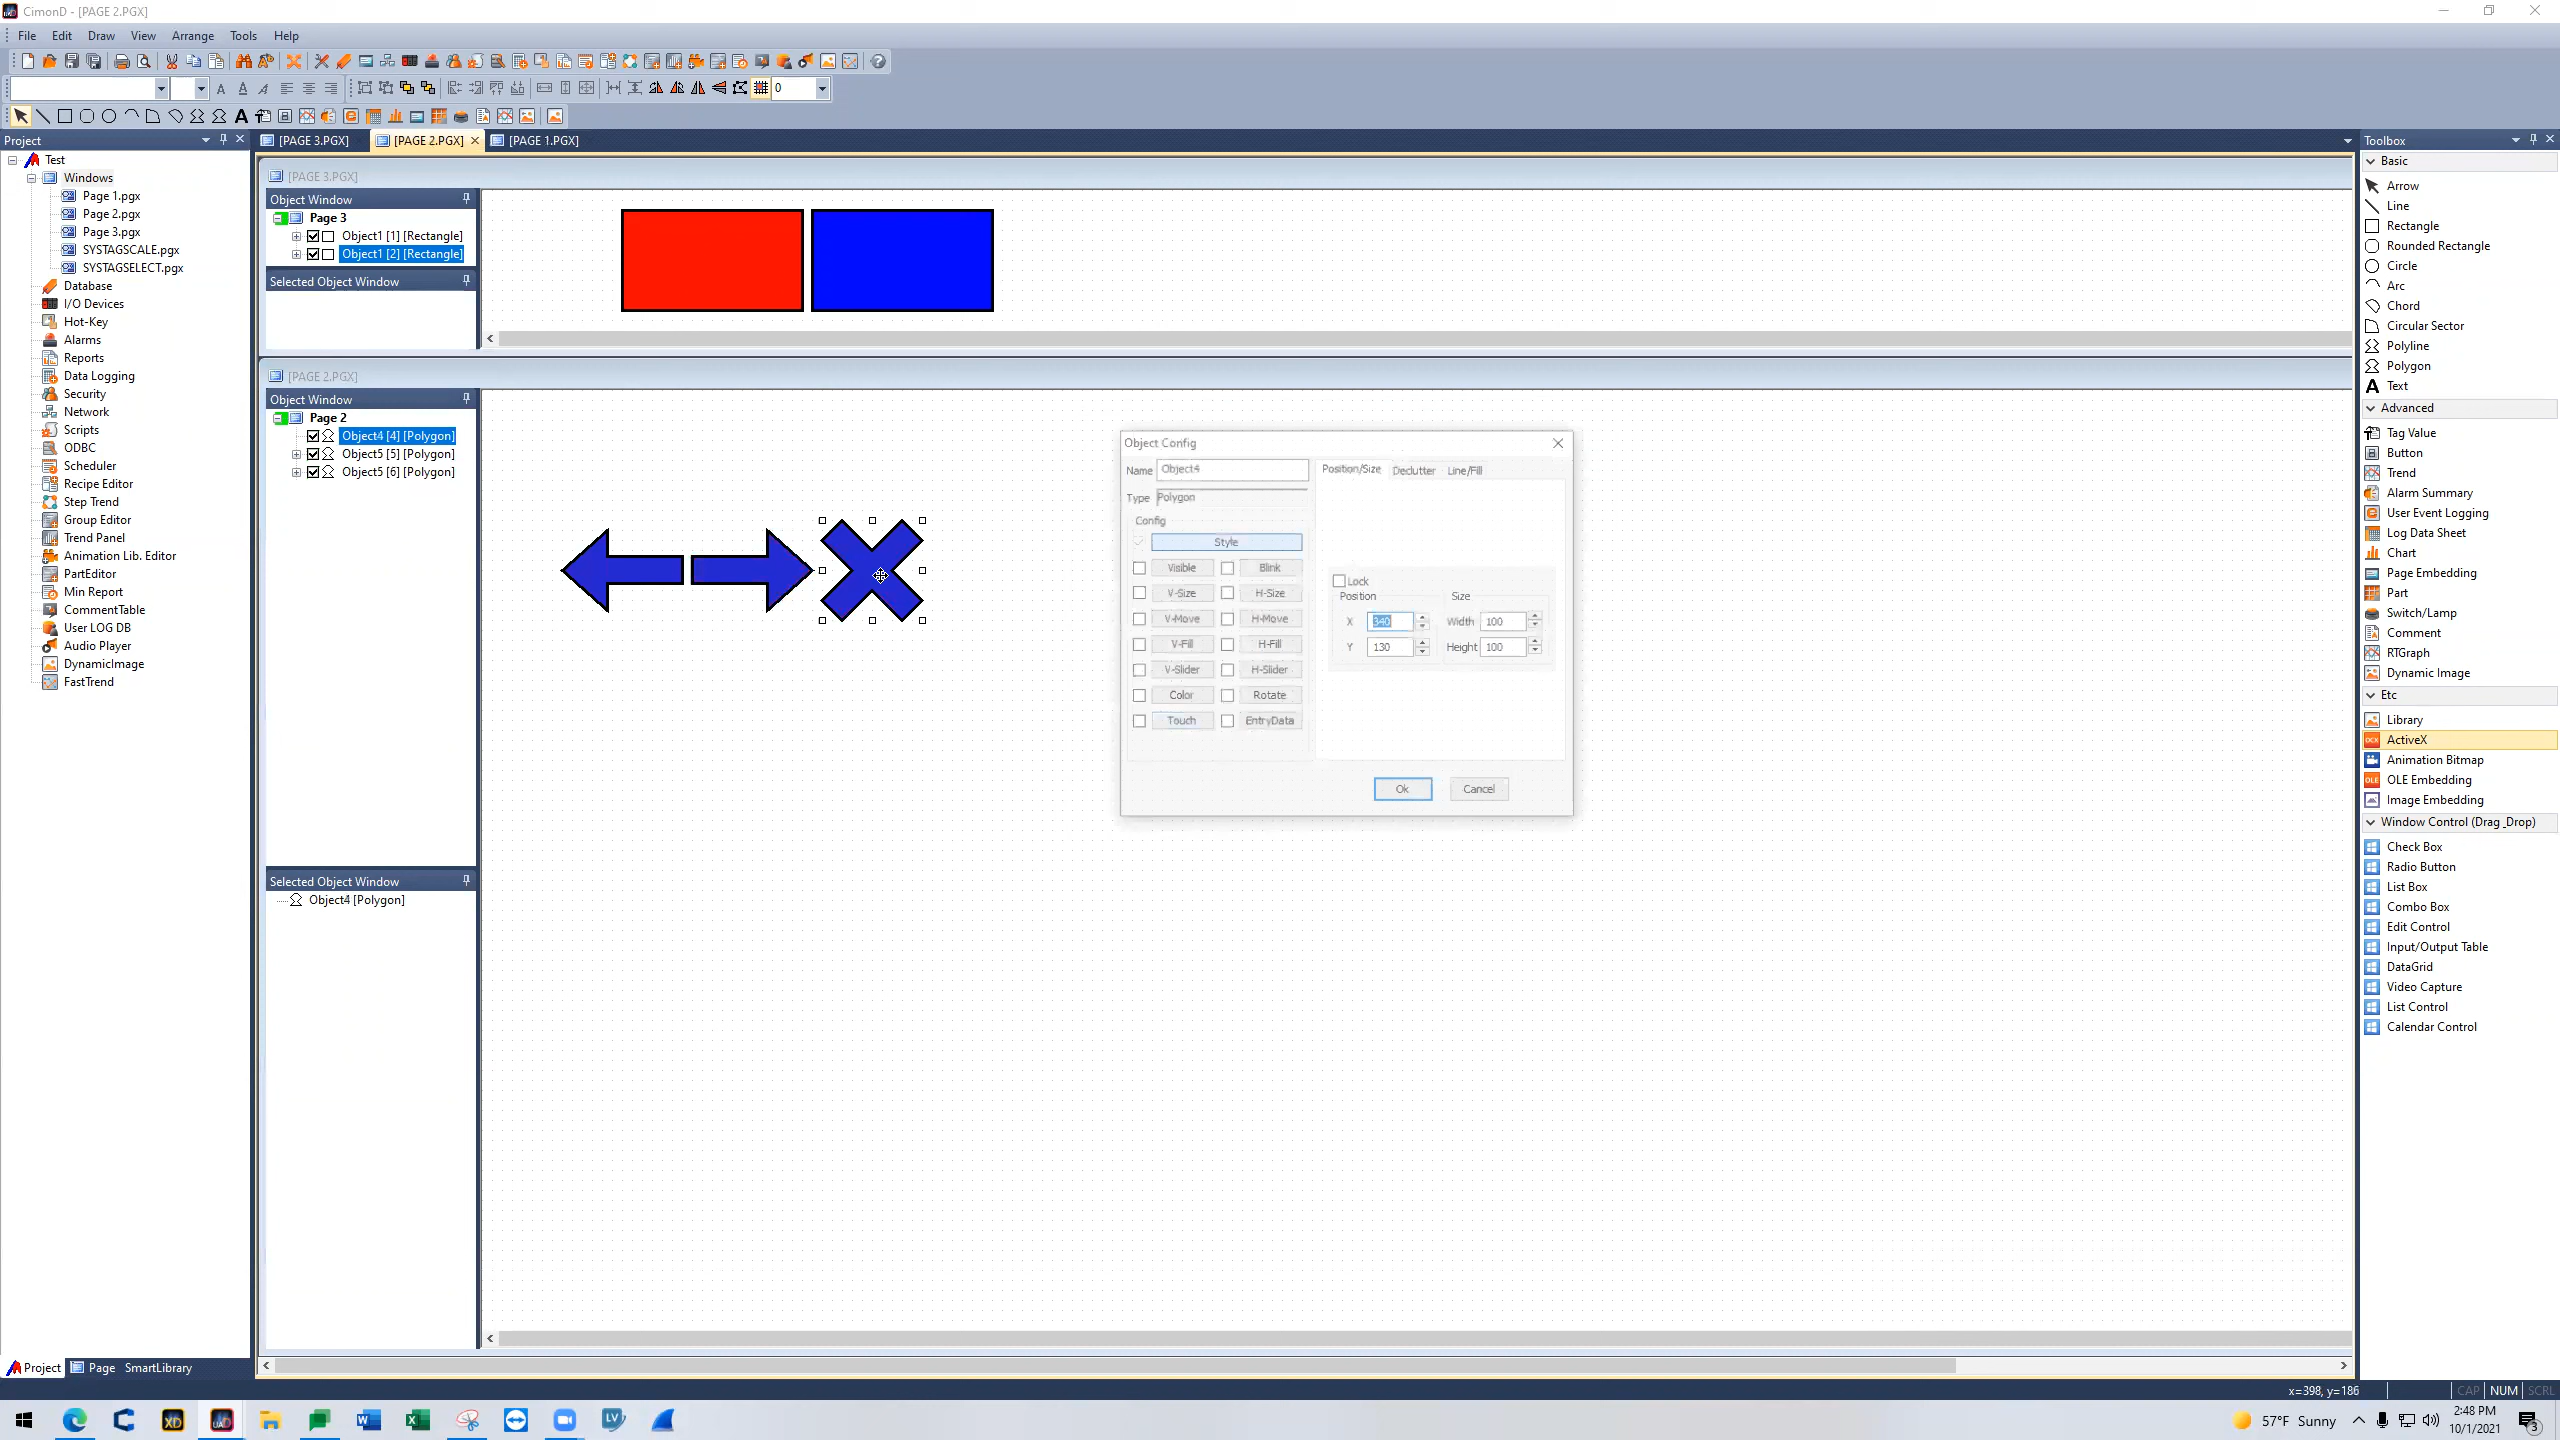 CimonD - [PAGE 2.PGX]
File Edit Draw View Arrange Tools Help
0
Project
[PAGE 3.PGX] [PAGE 2.PGX] [PAGE 1.PGX]
Toolbox
Test
Windows
Page 1.pgx
Page 2.pgx
Page 3.pgx
SYSTAGSCALE.pgx
SYSTAGSELECT.pgx
Database
I/O Devices
Hot-Key
Alarms
Reports
Data Logging
Security
Network
Scripts
ODBC
Scheduler
Recipe Editor
Step Trend
Group Editor
Trend Panel
Animation Lib. Editor
PartEditor
Min Report
CommentTable
User LOG DB
Audio Player
DynamicImage
FastTrend
Project Page SmartLibrary
[PAGE 3.PGX]
Object Window
Page 3
Object1 [1] [Rectangle]
Object1 [2] [Rectangle]
Selected Object Window
[PAGE 2.PGX]
Object Window
Page 2
Object4 [4] [Polygon]
Object5 [5] [Polygon]
Object5 [6] [Polygon]
Selected Object Window
Object4 [Polygon]
Object Config
Name Object4
Type Polygon
Config
Style
Visible Blink
V-Size H-Size
V-Move H-Move
V-Fill H-Fill
V-Slider H-Slider
Color Rotate
Touch EntryData
Position/Size Declutter Line/Fill
Lock
Position Size
X 340 Width 100
Y 130 Height 100
Ok Cancel
Basic
Arrow
Line
Rectangle
Rounded Rectangle
Circle
Arc
Chord
Circular Sector
Polyline
Polygon
A Text
Advanced
Tag Value
Button
Trend
Alarm Summary
User Event Logging
Log Data Sheet
Chart
Page Embedding
Part
Switch/Lamp
Comment
RTGraph
Dynamic Image
Etc
Library
OCX ActiveX
Animation Bitmap
OLE OLE Embedding
Image Embedding
Window Control (Drag_Drop)
Check Box
Radio Button
List Box
Combo Box
Edit Control
Input/Output Table
DataGrid
Video Capture
List Control
Calendar Control
x=398, y=186 CAP NUM SCRL
XD UAD LV
57°F Sunny
2:48 PM
10/1/2021
3